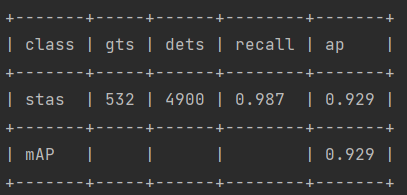 +-------+-----+------+--------+-------+
| class | gts | dets | recall | ap    |
+-------+-----+------+--------+-------+
| stas  | 532 | 4900 | 0.987  | 0.929 |
+-------+-----+------+--------+-------+
| mAP   |     |      |        | 0.929 |
+-------+-----+------+--------+-------+